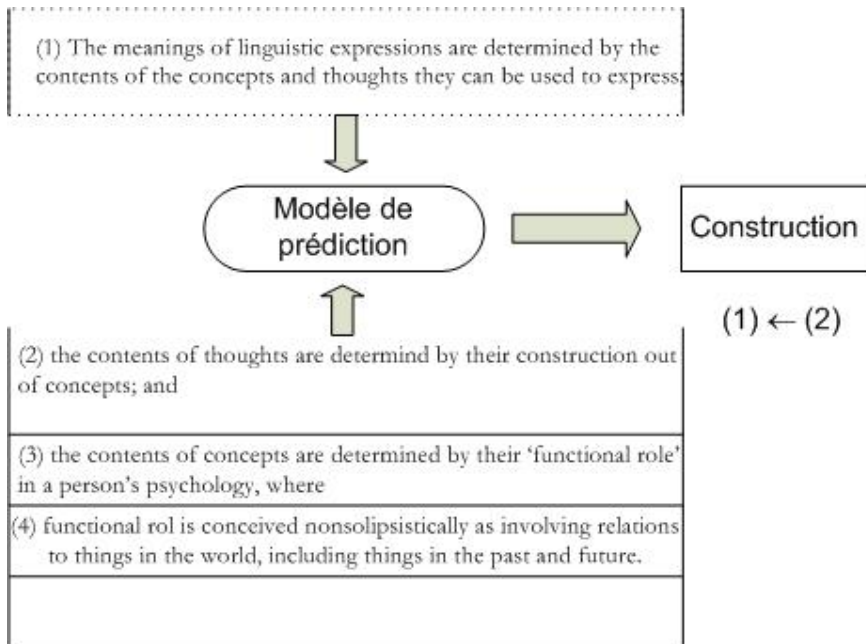 (1) The meanings of linguistic expressions are determined by the
contents of the concepts and thoughts they can be used to express;
Modèle de
prédiction
Construction
(1) ← (2)
(2) the contents of thoughts are determind by their construction out
of concepts; and
(3) the contents of concepts are determined by their ‘functional role’
in a person’s psychology, where
(4) functional rol is conceived nonsolipsistically as involving relations
to things in the world, including things in the past and future.